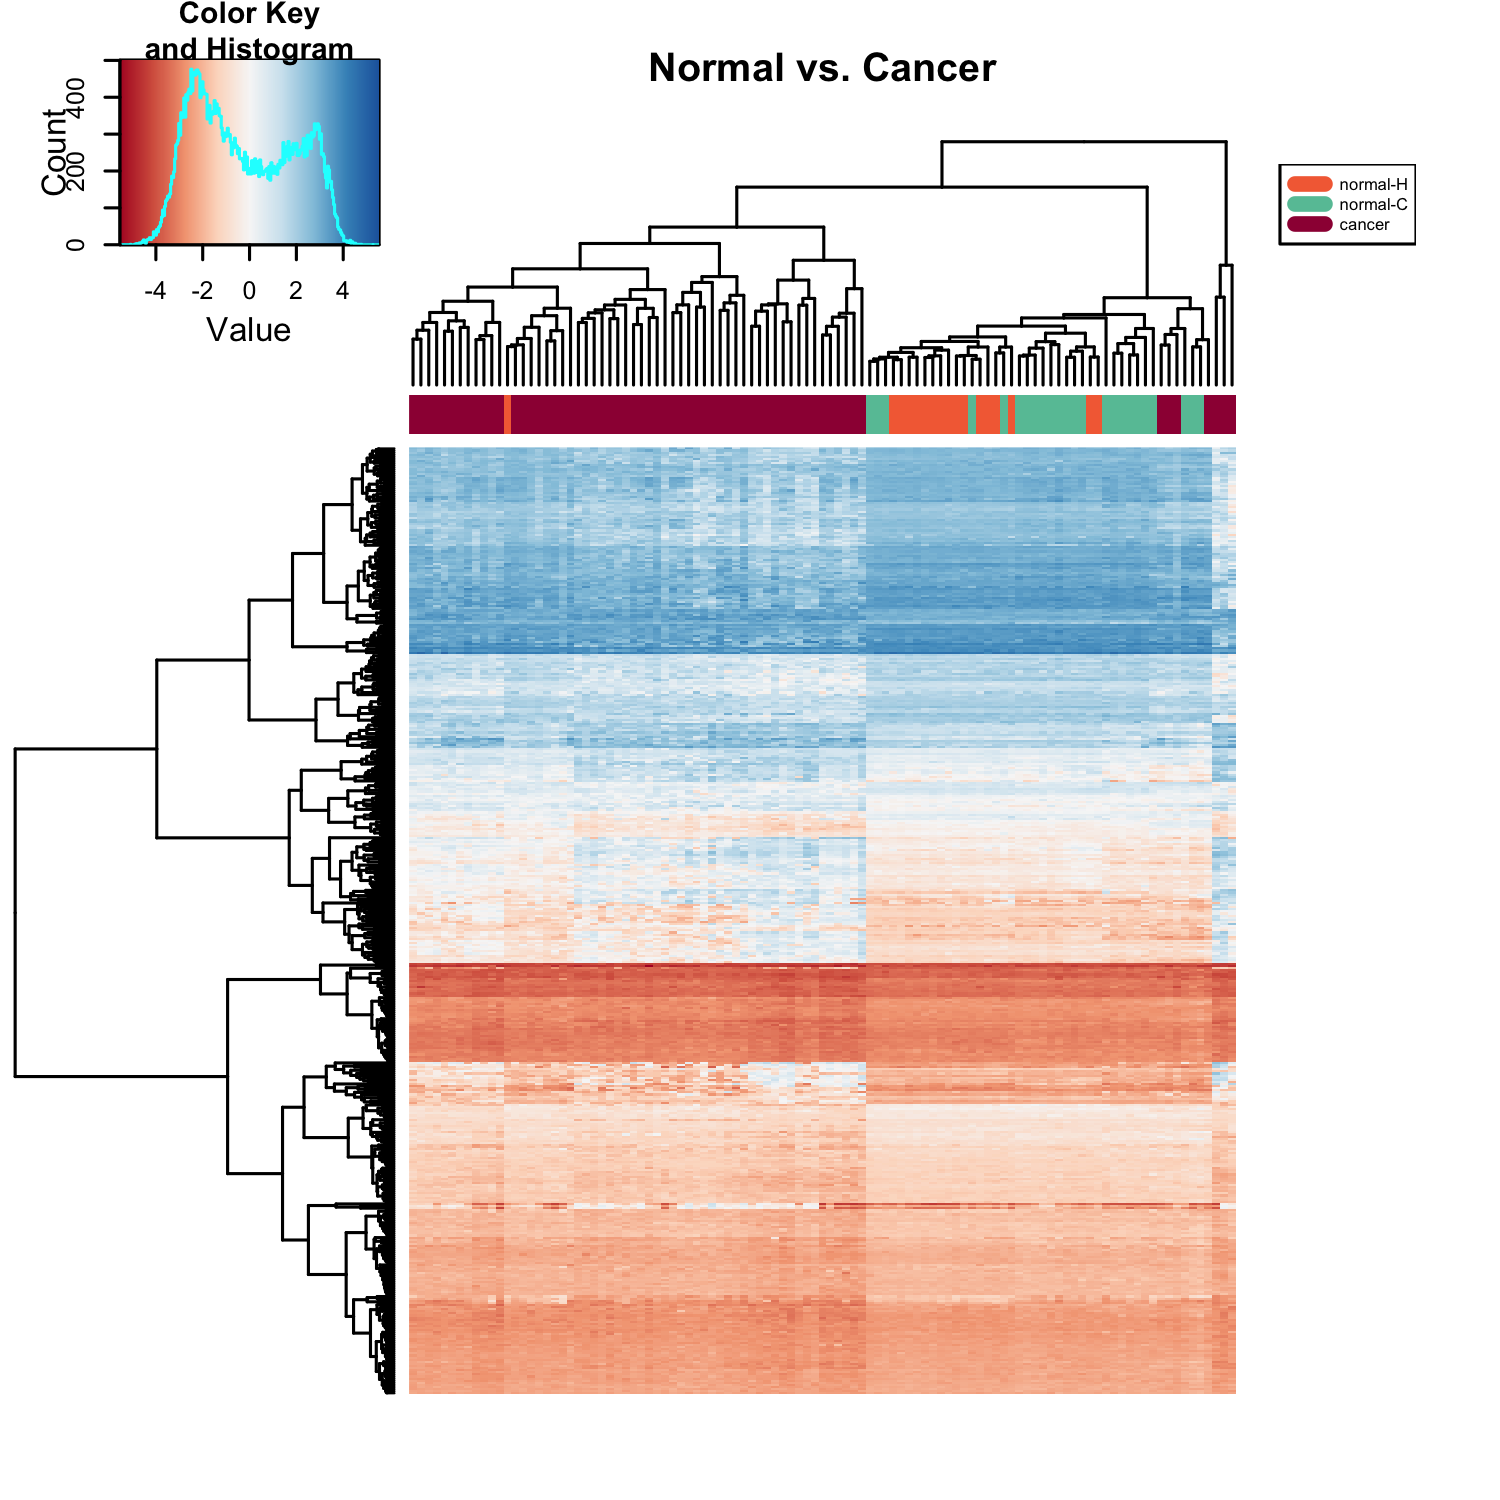 Color Key
and Histogram
Count
0
200
400
-4 -2 0 2 4
Value
Normal vs. Cancer
normal-H
normal-C
cancer